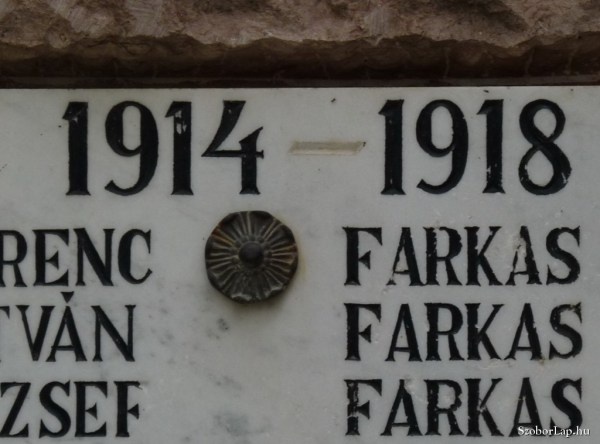 1914 – 1918
RENC FARKAS
TVÁN FARKAS
ZSEF FARKAS
SzoborLap.hu